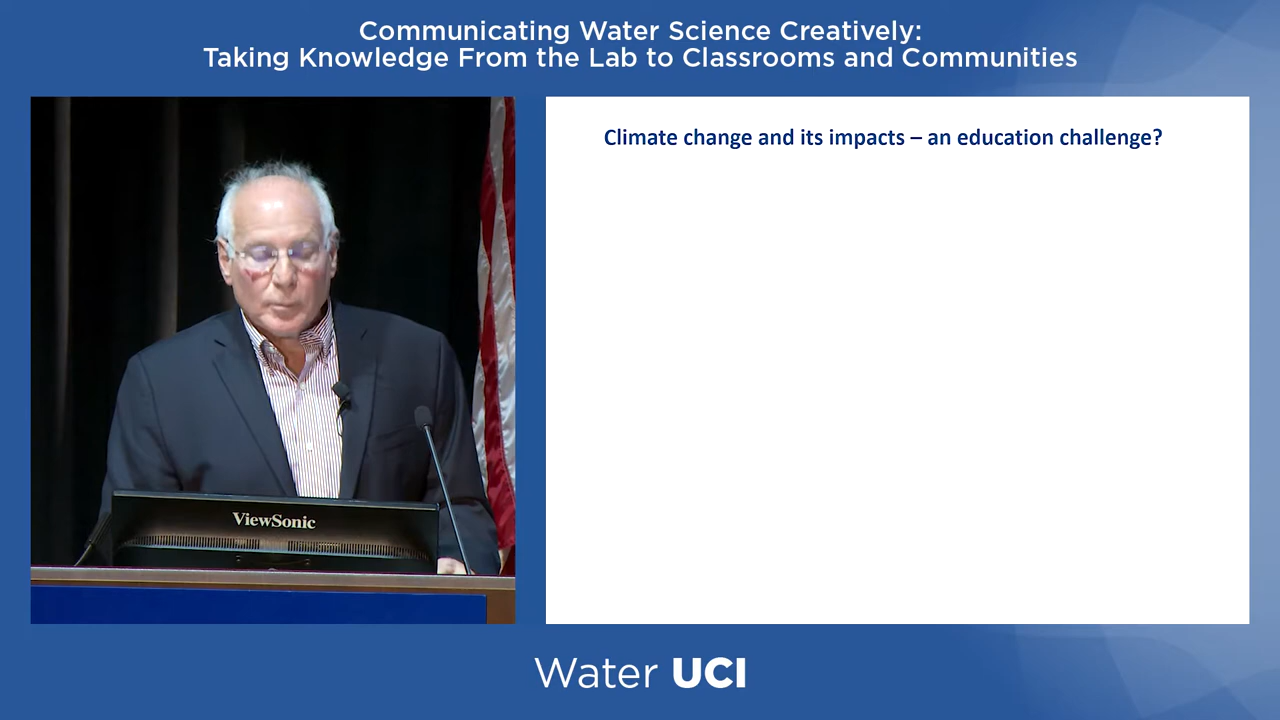 Communicating Water Science Creatively:
Taking Knowledge From the Lab to Classrooms and Communities
Climate change and its impacts – an education challenge?
ViewSonic
Water UCI